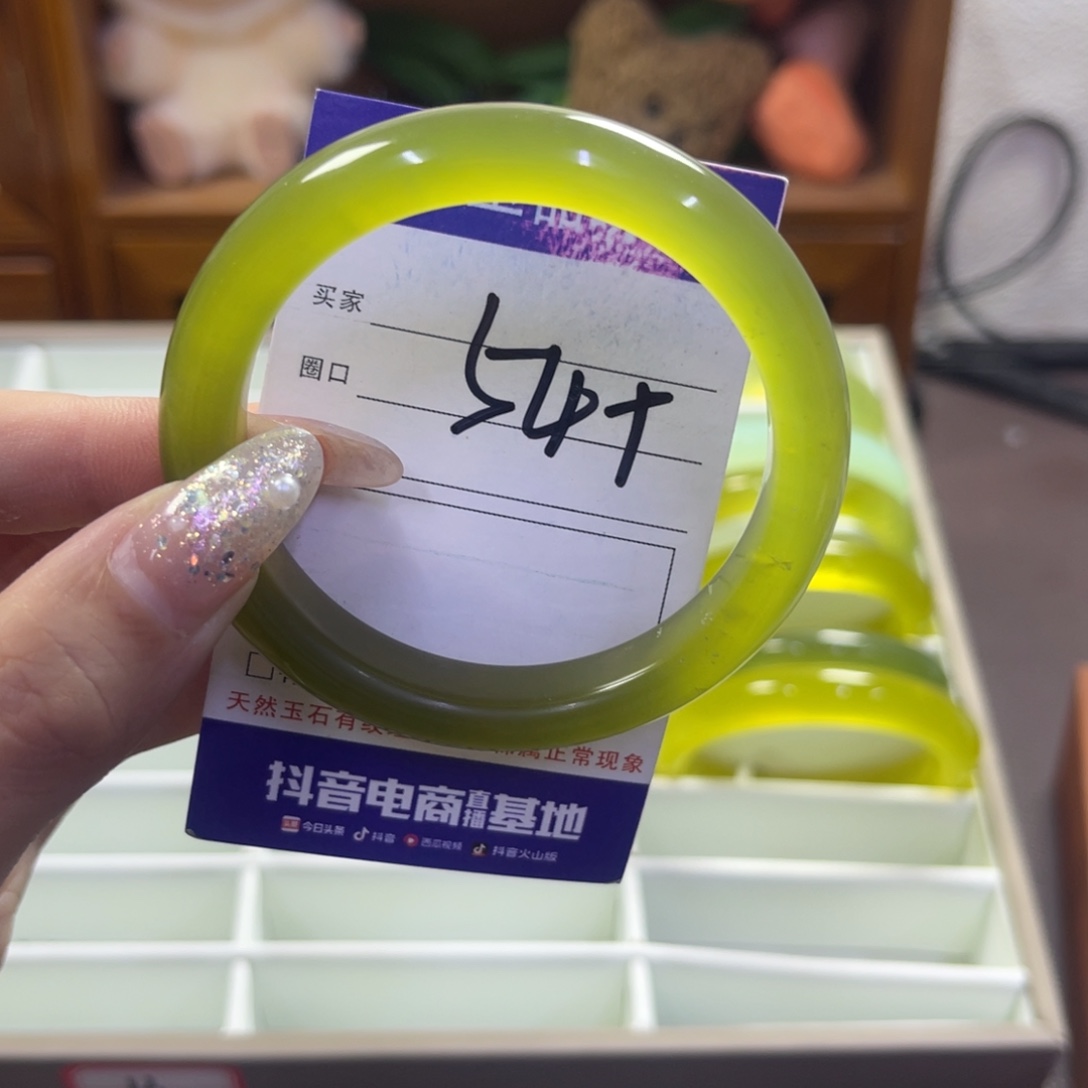 买家
圈口
54+
天然玉石有
正常现象
抖音电商直播基地
今日头条 抖音 西瓜视频 抖音火山版